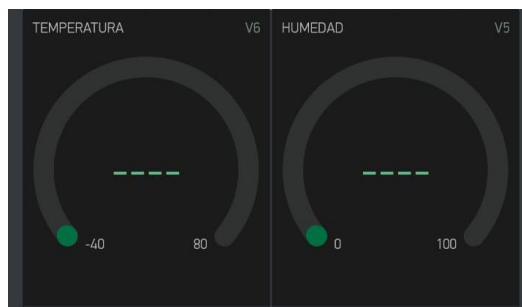 TEMPERATURA V6
HUMEDAD V5
----
----
-40 80
0 100